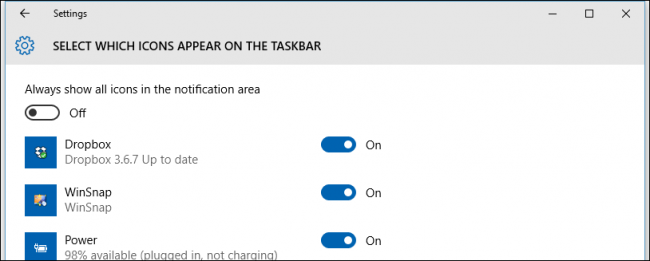 Settings
SELECT WHICH ICONS APPEAR ON THE TASKBAR
Always show all icons in the notification area
Off
Dropbox
On
Dropbox 3.6.7 Up to date
WinSnap
On
WinSnap
Power
On
98% available (plugged in, not charging)